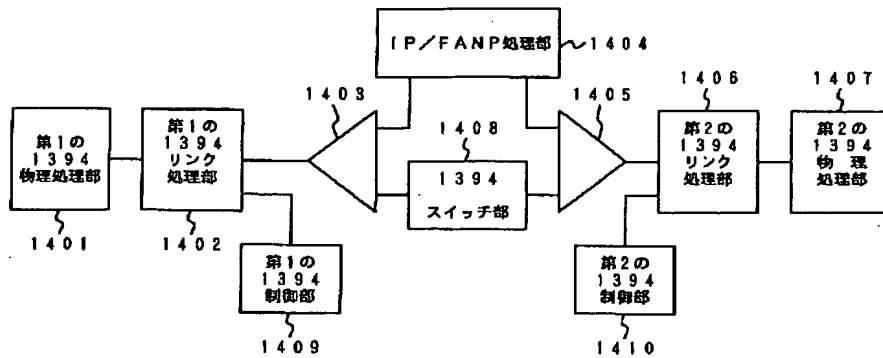 IP/FANP処理部
1404
1403
1405
1406
1407
第1の
1394
物理処理部
1401
第1の
1394
リンク
処理部
1402
1408
1394
スイッチ部
第2の
1394
リンク
処理部
第2の
1394
物理
処理部
第1の
1394
制御部
1409
第2の
1394
制御部
1410